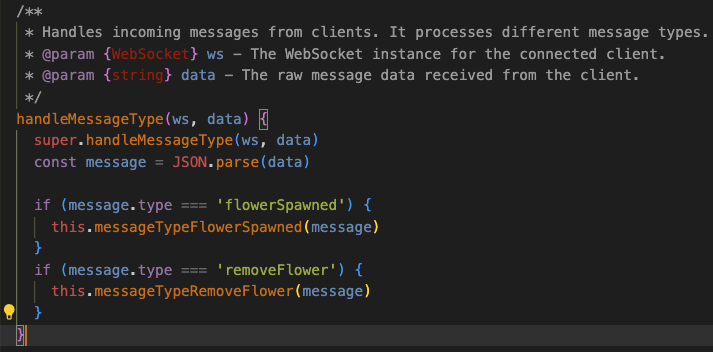 /**
* Handles incoming messages from clients. It processes different message types.
* @param {WebSocket} ws - The WebSocket instance for the connected client.
* @param {string} data - The raw message data received from the client.
*/
handleMessageType(ws, data) {
super.handleMessageType(ws, data)
const message = JSON.parse(data)
if (message.type === 'flowerSpawned') {
this.messageTypeFlowerSpawned(message)
}
if (message.type === 'removeFlower') {
this.messageTypeRemoveFlower(message)
}
}